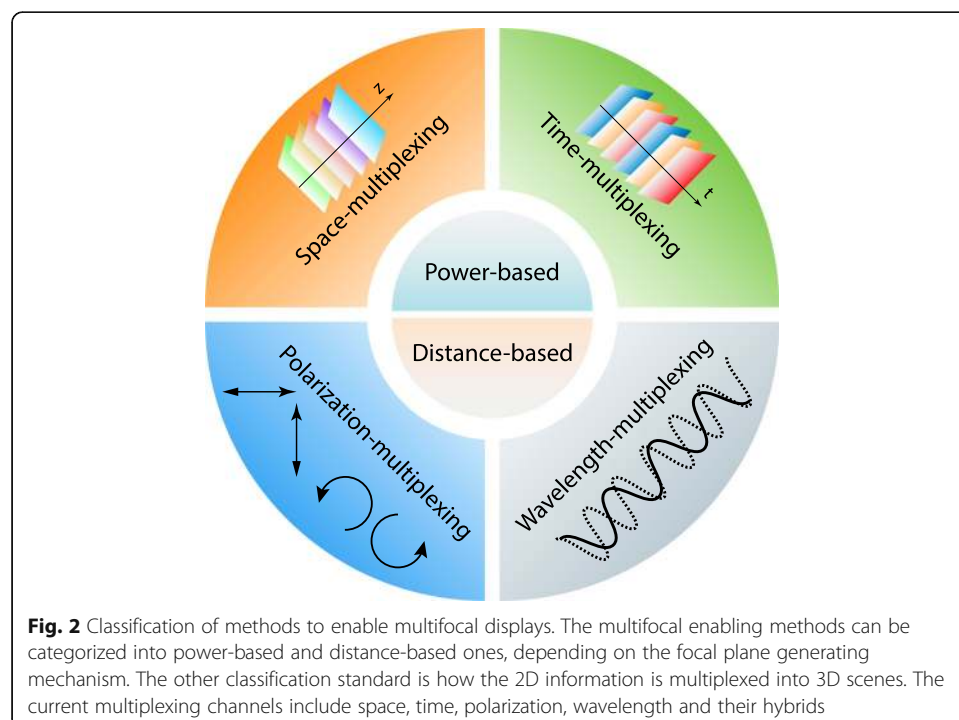 Space-multiplexing
z
Time-multiplexing
t
Power-based
Distance-based
Polarization-multiplexing
Wavelength-multiplexing
Fig. 2 Classification of methods to enable multifocal displays. The multifocal enabling methods can be
categorized into power-based and distance-based ones, depending on the focal plane generating
mechanism. The other classification standard is how the 2D information is multiplexed into 3D scenes. The
current multiplexing channels include space, time, polarization, wavelength and their hybrids